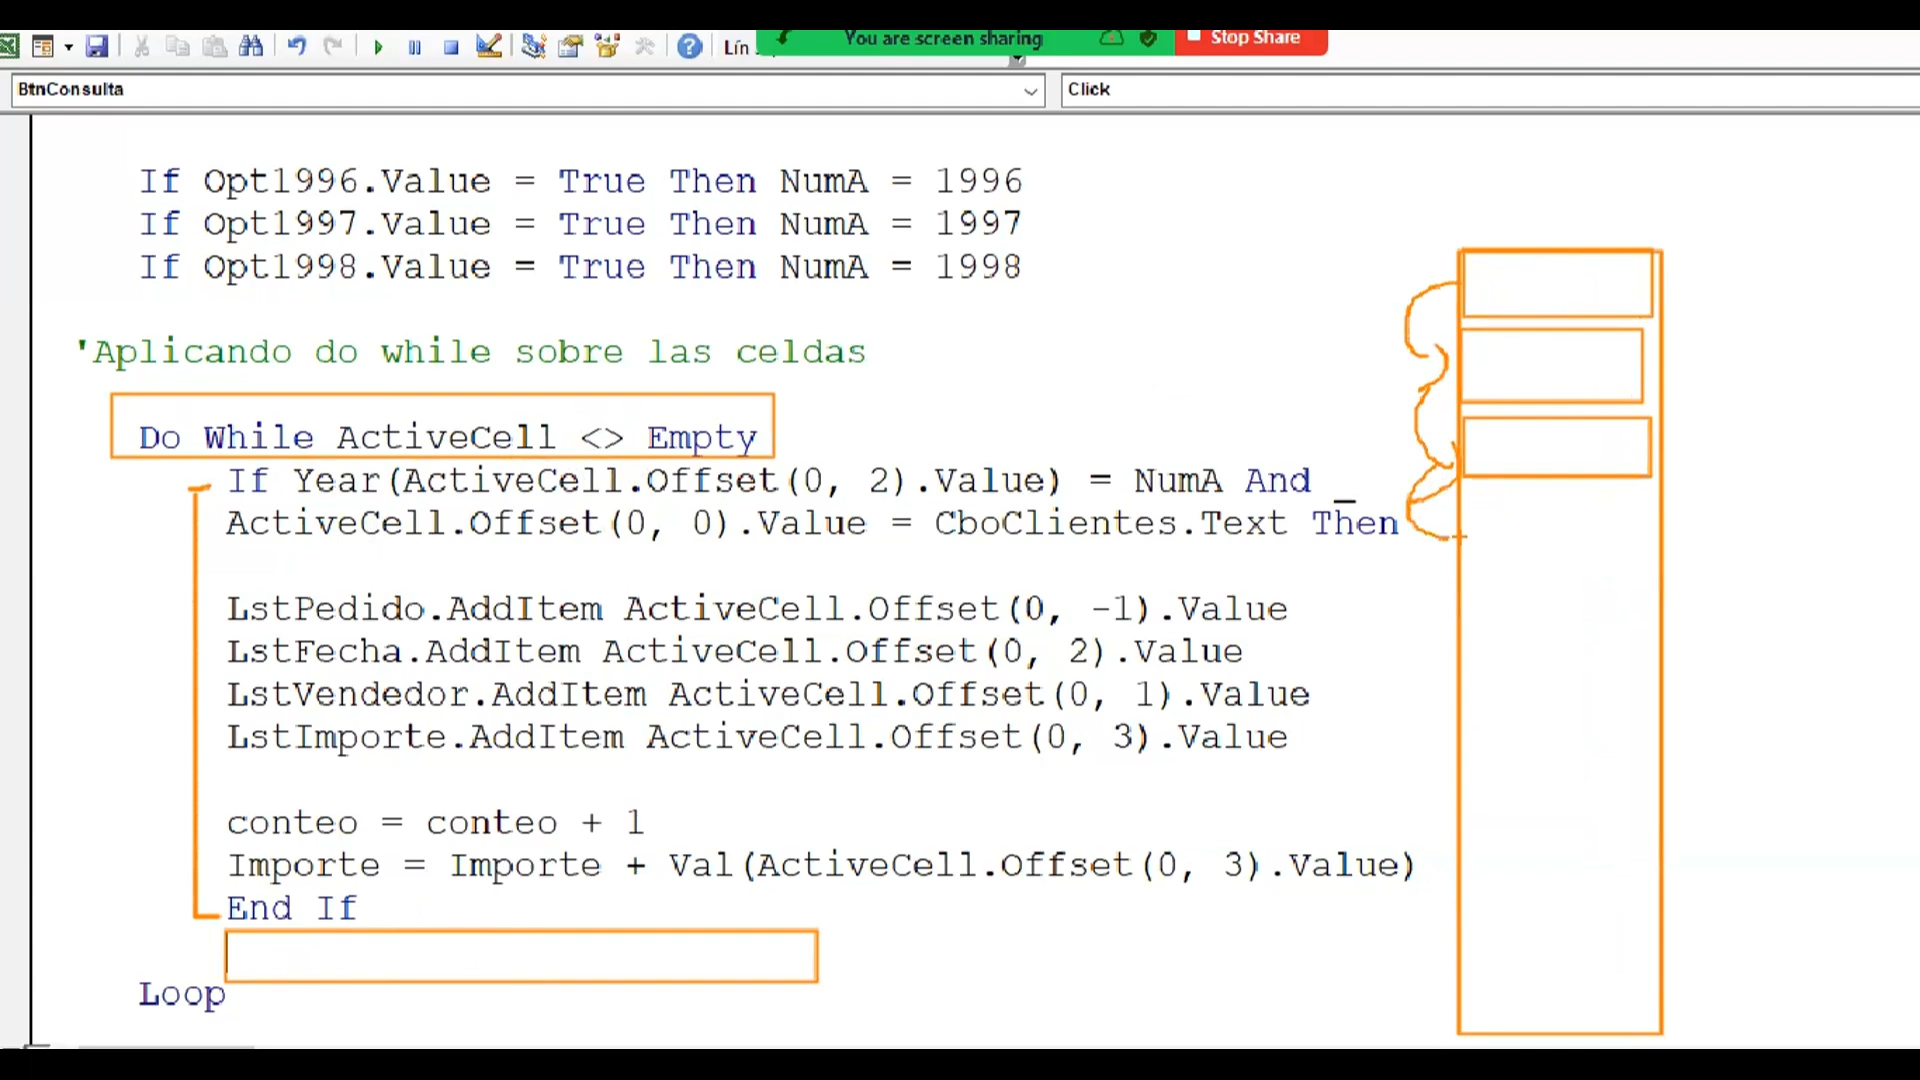 Lín
You are screen sharing
Stop Share
BtnConsulta
Click
If Opt1996.Value = True Then NumA = 1996
If Opt1997.Value = True Then NumA = 1997
If Opt1998.Value = True Then NumA = 1998
'Aplicando do while sobre las celdas
Do While ActiveCell <> Empty
If Year(ActiveCell.Offset(0, 2).Value) = NumA And _
ActiveCell.Offset(0, 0).Value = CboClientes.Text Then
LstPedido.AddItem ActiveCell.Offset(0, -1).Value
LstFecha.AddItem ActiveCell.Offset(0, 2).Value
LstVendedor.AddItem ActiveCell.Offset(0, 1).Value
LstImporte.AddItem ActiveCell.Offset(0, 3).Value
conteo = conteo + 1
Importe = Importe + Val(ActiveCell.Offset(0, 3).Value)
End If
Loop